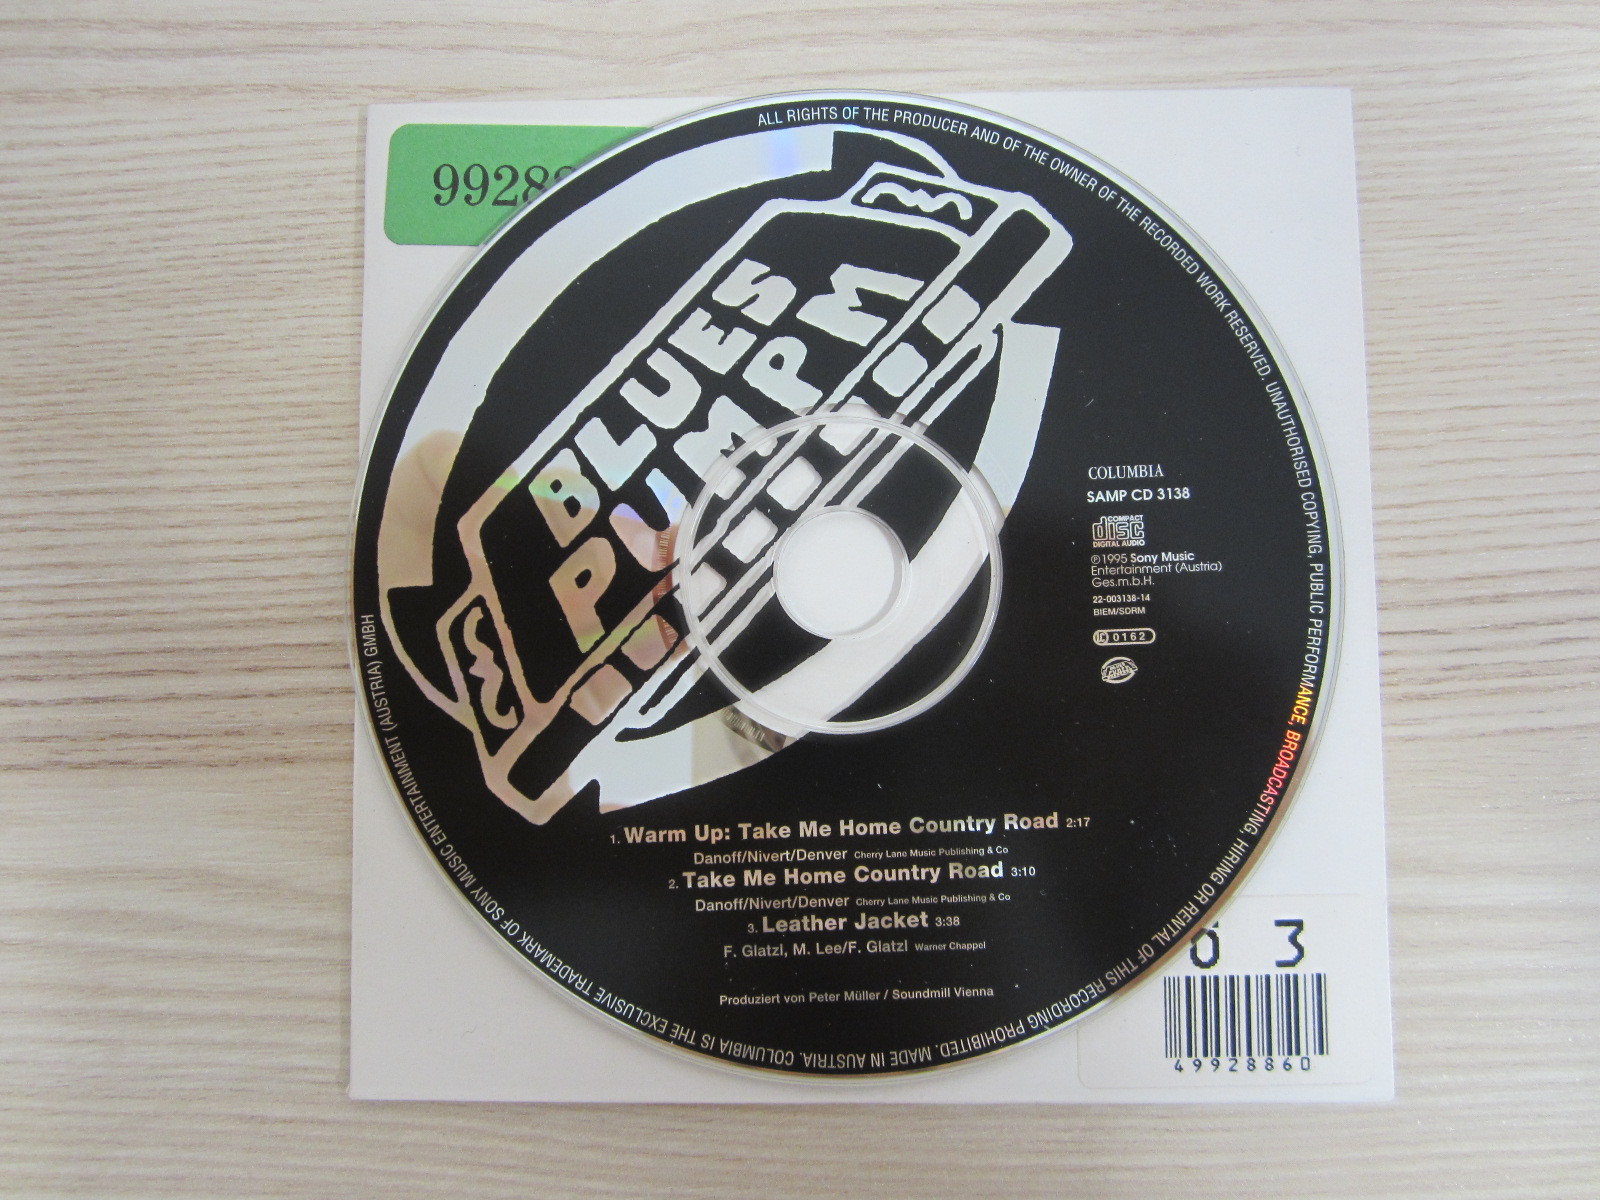 9928
BLUES
PUMPM
ALL RIGHTS OF THE PRODUCER AND OF THE OWNER OF THE RECORDED WORK RESERVED. UNAUTHORISED COPYING, PUBLIC PERFORMANCE, BROADCASTING, HIRING OR RENTAL OF THIS RECORDING PROHIBITED. MADE IN AUSTRIA. COLUMBIA IS THE EXCLUSIVE TRADEMARK OF SONY MUSIC ENTERTAINMENT (AUSTRIA) GMBH
COLUMBIA
SAMP CD 3138
COMPACT
disc
DIGITAL AUDIO
℗ 1995 Sony Music
Entertainment (Austria)
Ges.m.b.H.
22-003138-14
BIEM/SDRM
LC 0162
1. Warm Up: Take Me Home Country Road 2:17
Danoff/Nivert/Denver Cherry Lane Music Publishing & Co
2. Take Me Home Country Road 3:10
Danoff/Nivert/Denver Cherry Lane Music Publishing & Co
3. Leather Jacket 3:38
F. Glatzl, M. Lee/F. Glatzl Warner Chappel
Produziert von Peter Müller / Soundmill Vienna
03
49928860